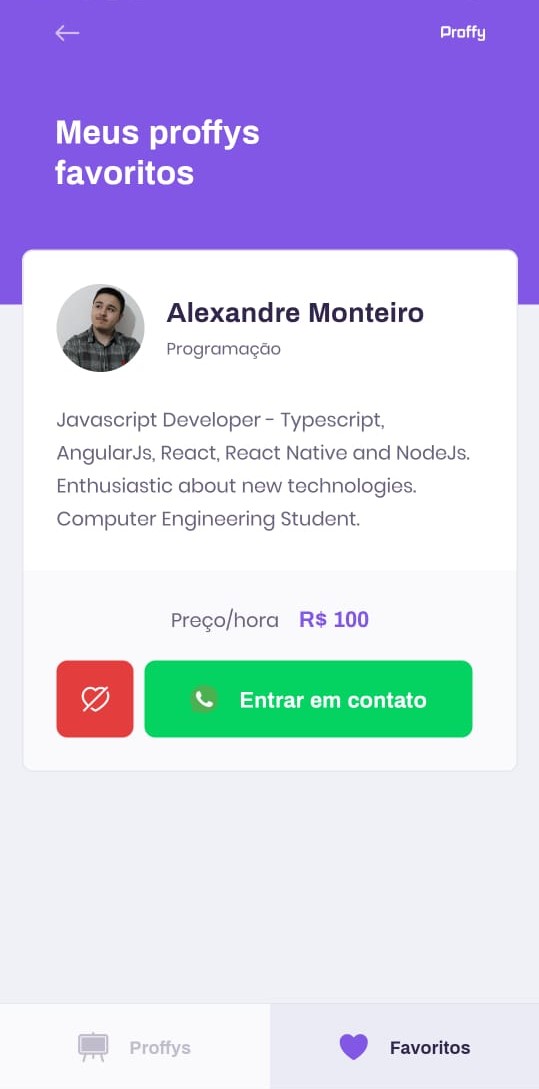 Proffy
Meus proffys
favoritos
Alexandre Monteiro
Programação
Javascript Developer - Typescript,
AngularJs, React, React Native and NodeJs.
Enthusiastic about new technologies.
Computer Engineering Student.
Preço/hora R$ 100
Entrar em contato
Proffys Favoritos